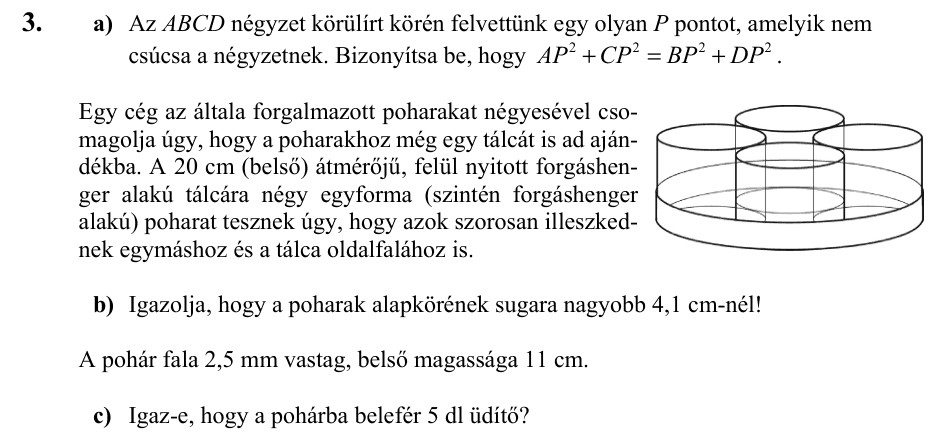 3. a) Az ABCD négyzet körülírt körén felvettünk egy olyan P pontot, amelyik nem
csúcsa a négyzetnek. Bizonyítsa be, hogy AP² + CP² = BP² + DP² .
Egy cég az általa forgalmazott poharakat négyesével cso-
magolja úgy, hogy a poharakhoz még egy tálcát is ad aján-
dékba. A 20 cm (belső) átmérőjű, felül nyitott forgáshen-
ger alakú tálcára négy egyforma (szintén forgáshenger
alakú) poharat tesznek úgy, hogy azok szorosan illeszked-
nek egymáshoz és a tálca oldalfalához is.
b) Igazolja, hogy a poharak alapkörének sugara nagyobb 4,1 cm-nél!
A pohár fala 2,5 mm vastag, belső magassága 11 cm.
c) Igaz-e, hogy a pohárba belefér 5 dl üdítő?